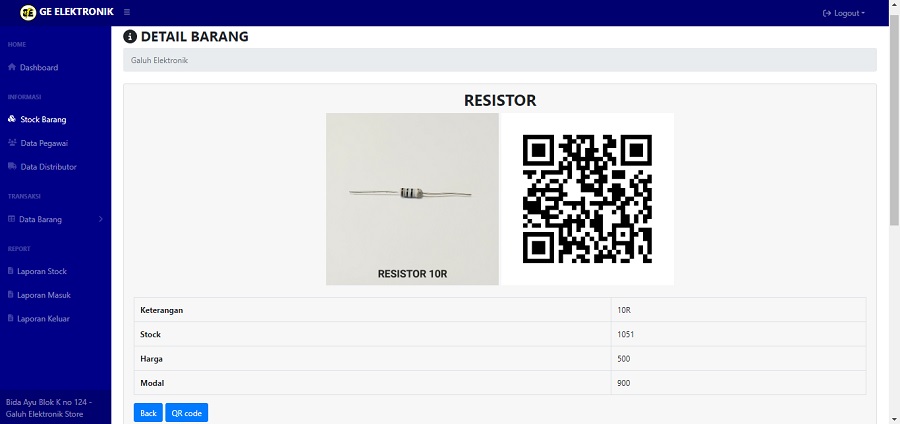 GE ELEKTRONIK
Logout
HOME
Dashboard
INFORMASI
Stock Barang
Data Pegawai
Data Distributor
TRANSAKSI
Data Barang
REPORT
Laporan Stock
Laporan Masuk
Laporan Keluar
Bida Ayu Blok K no 124 -
Galuh Elektronik Store
DETAIL BARANG
Galuh Elektronik
RESISTOR
RESISTOR 10R
Keterangan 10R
Stock 1051
Harga 500
Modal 900
Back QR code